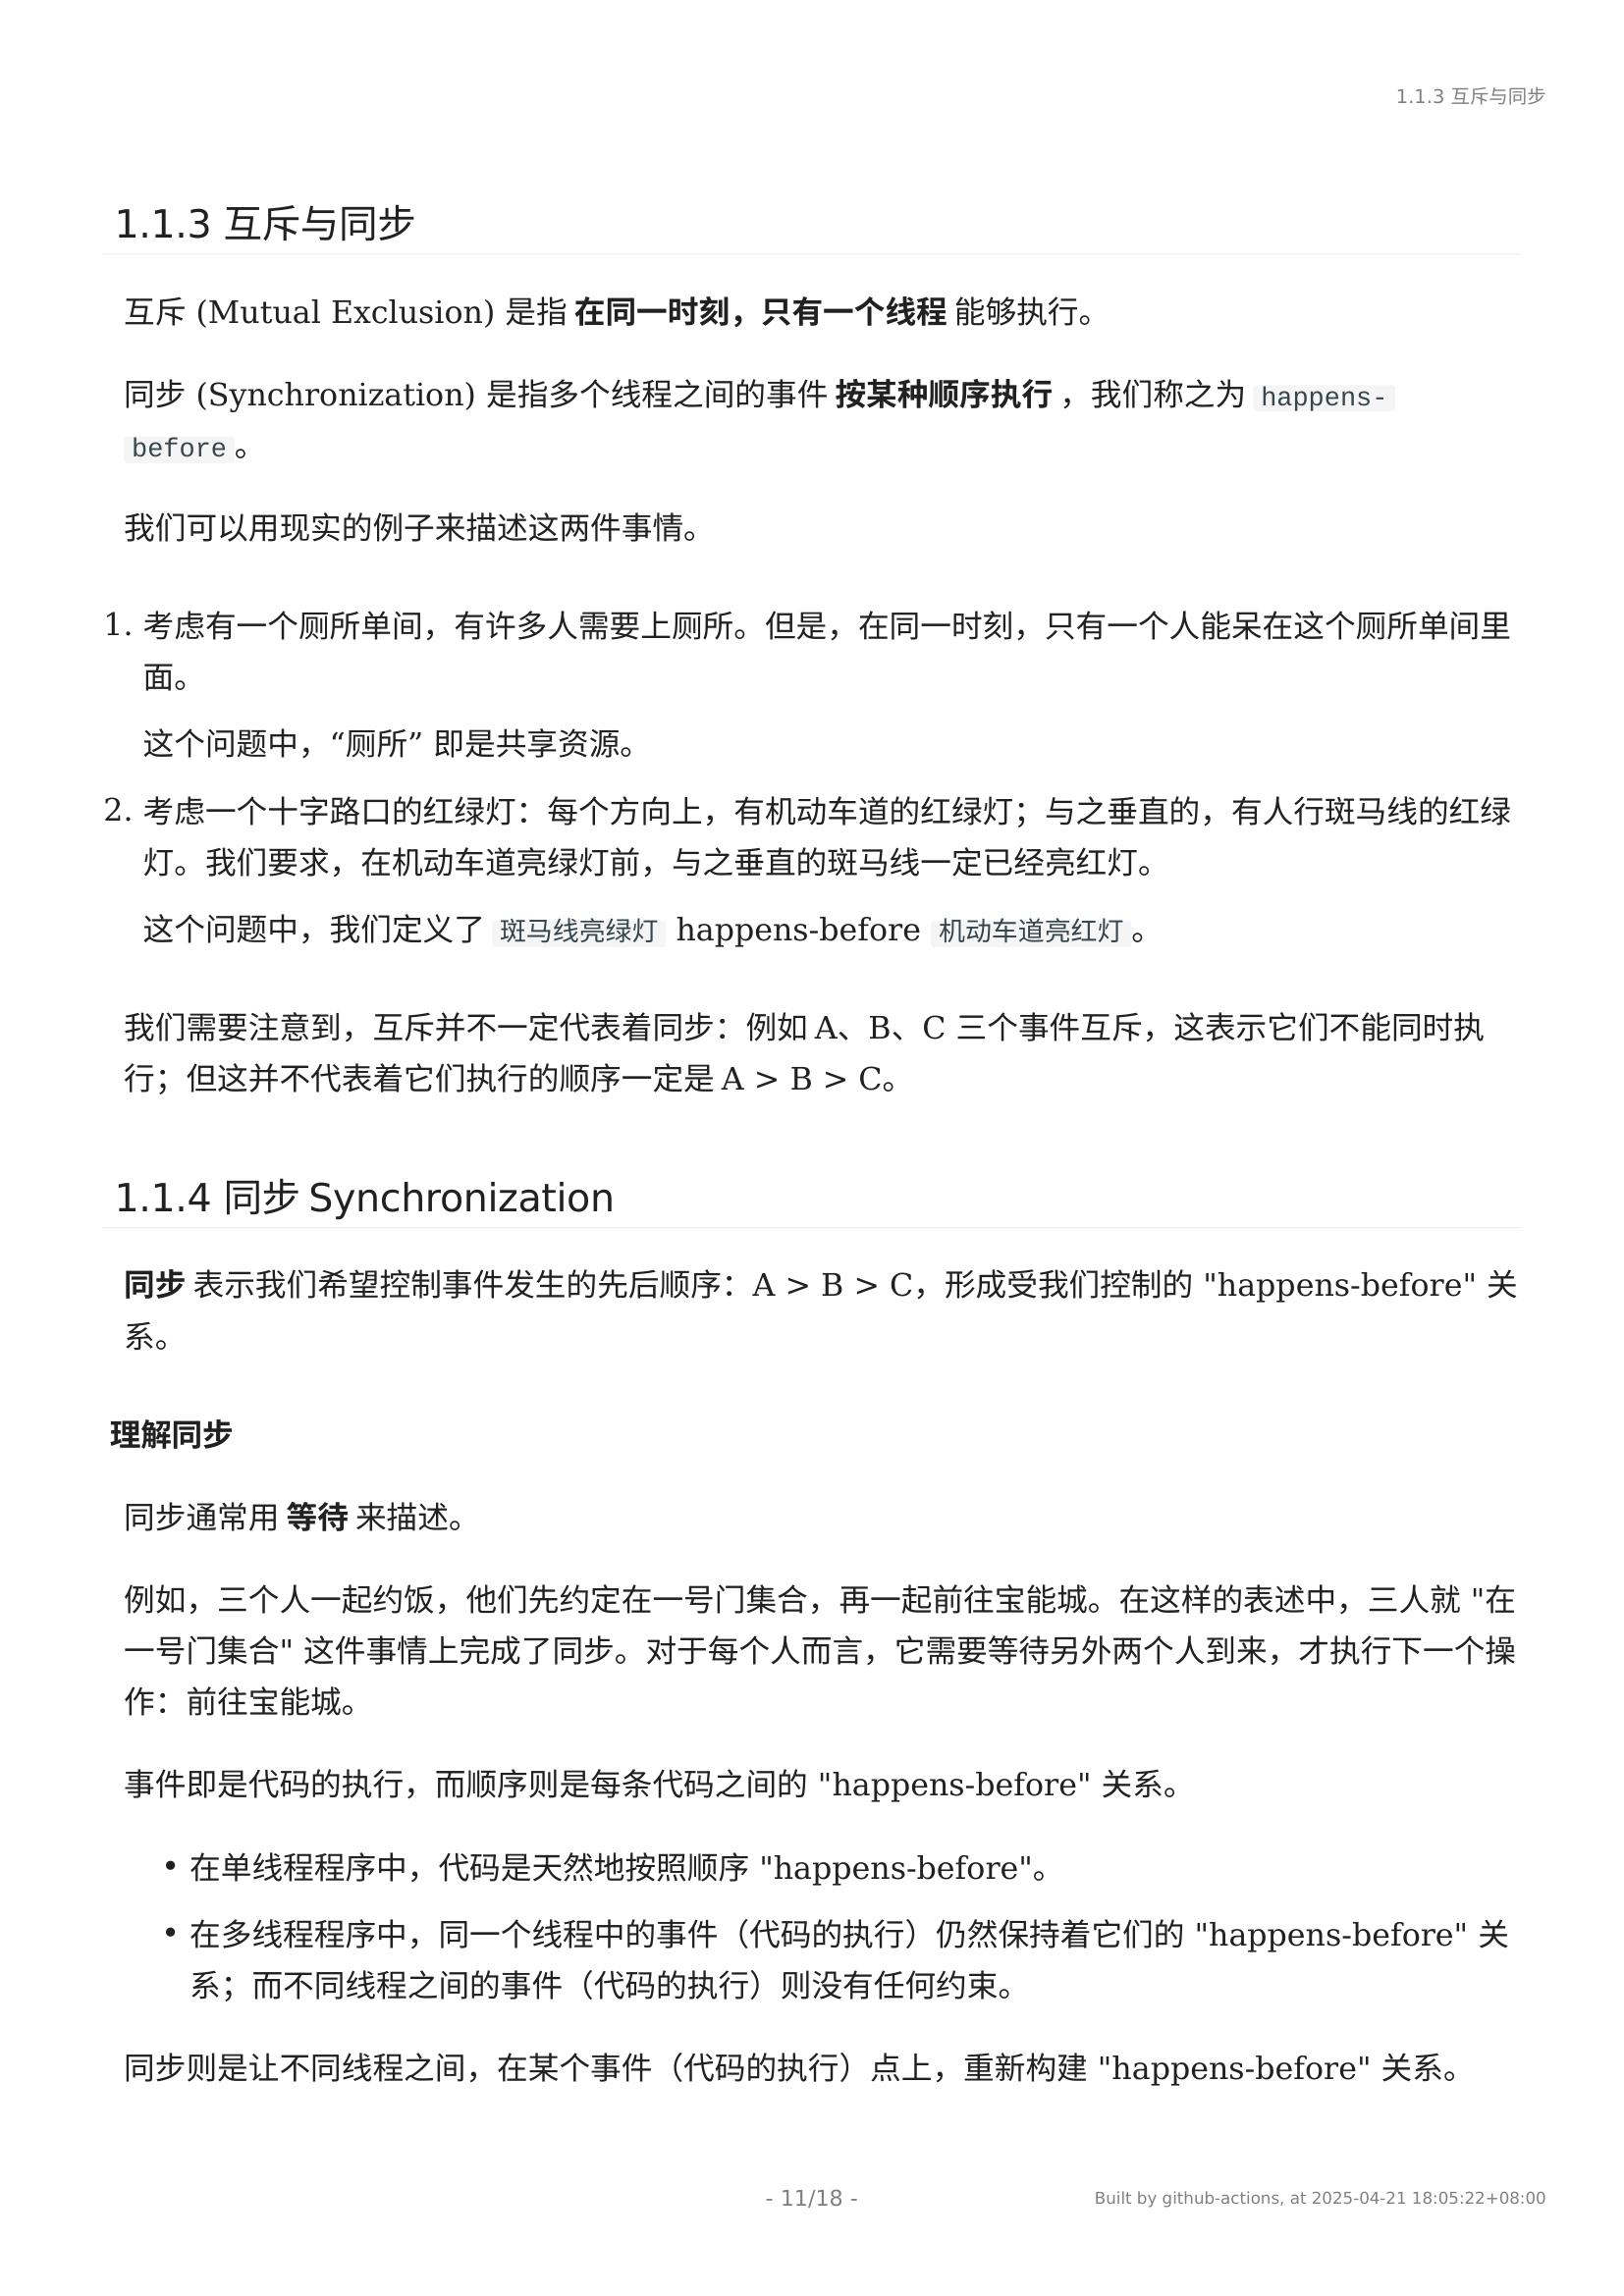 1.1.3 互斥与同步
1.1.3 互斥与同步
互斥 (Mutual Exclusion) 是指 在同一时刻，只有一个线程 能够执行。
同步 (Synchronization) 是指多个线程之间的事件 按某种顺序执行 ，我们称之为 happens-
before 。
我们可以用现实的例子来描述这两件事情。
1. 考虑有一个厕所单间，有许多人需要上厕所。但是，在同一时刻，只有一个人能呆在这个厕所单间里
面。
这个问题中，“厕所” 即是共享资源。
2. 考虑一个十字路口的红绿灯：每个方向上，有机动车道的红绿灯；与之垂直的，有人行斑马线的红绿
灯。我们要求，在机动车道亮绿灯前，与之垂直的斑马线一定已经亮红灯。
这个问题中，我们定义了 斑马线亮绿灯 happens-before 机动车道亮红灯 。
我们需要注意到，互斥并不一定代表着同步：例如 A、B、C 三个事件互斥，这表示它们不能同时执
行；但这并不代表着它们执行的顺序一定是 A > B > C。
1.1.4 同步 Synchronization
同步 表示我们希望控制事件发生的先后顺序：A > B > C，形成受我们控制的 "happens-before" 关
系。
理解同步
同步通常用 等待 来描述。
例如，三个人一起约饭，他们先约定在一号门集合，再一起前往宝能城。在这样的表述中，三人就 "在
一号门集合" 这件事情上完成了同步。对于每个人而言，它需要等待另外两个人到来，才执行下一个操
作：前往宝能城。
事件即是代码的执行，而顺序则是每条代码之间的 "happens-before" 关系。
• 在单线程程序中，代码是天然地按照顺序 "happens-before"。
• 在多线程程序中，同一个线程中的事件（代码的执行）仍然保持着它们的 "happens-before" 关
系；而不同线程之间的事件（代码的执行）则没有任何约束。
同步则是让不同线程之间，在某个事件（代码的执行）点上，重新构建 "happens-before" 关系。
- 11/18 -
Built by github-actions, at 2025-04-21 18:05:22+08:00